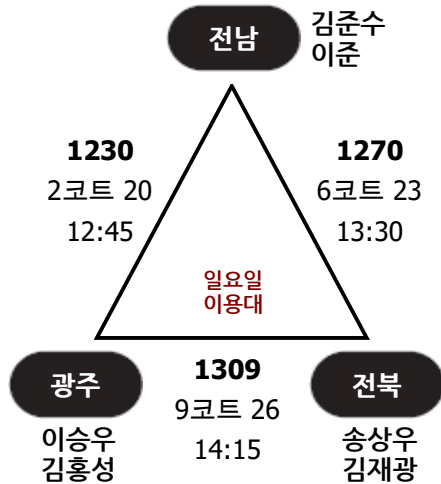 전남
김준수
이준
1230
2코트 20
12:45
1270
6코트 23
13:30
일요일
이용대
광주
이승우
김홍성
1309
9코트 26
14:15
전북
송상우
김재광